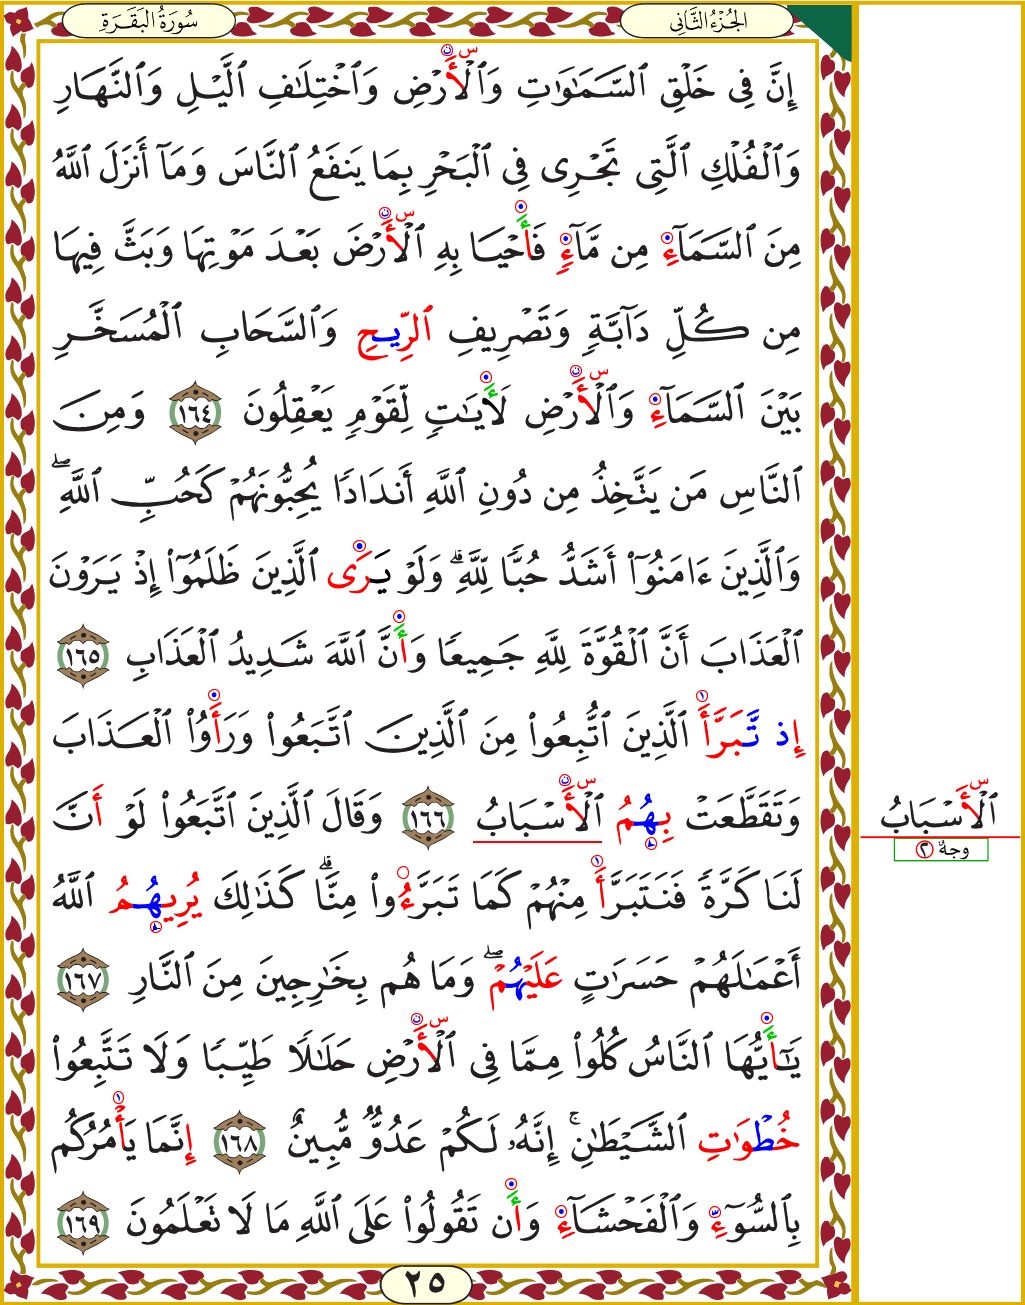 الجُزْءُ الثَّانِي
سُورَةُ البَقَرَةِ
إِنَّ فِى خَلْقِ ٱلسَّمَٰوَٰتِ وَٱلْأَرْضِ وَٱخْتِلَٰفِ ٱلَّيْلِ وَٱلنَّهَارِ
وَٱلْفُلْكِ ٱلَّتِى تَجْرِى فِى ٱلْبَحْرِ بِمَا يَنفَعُ ٱلنَّاسَ وَمَآ أَنزَلَ ٱللَّهُ
مِنَ ٱلسَّمَآءِ مِن مَّآءٍ فَأَحْيَا بِهِ ٱلْأَرْضَ بَعْدَ مَوْتِهَا وَبَثَّ فِيهَا
مِن كُلِّ دَآبَّةٍ وَتَصْرِيفِ ٱلرِّيحِ وَٱلسَّحَابِ ٱلْمُسَخَّرِ
بَيْنَ ٱلسَّمَآءِ وَٱلْأَرْضِ لَأٓيَٰتٍ لِّقَوْمٍ يَعْقِلُونَ ١٦٤ وَمِنَ
ٱلنَّاسِ مَن يَتَّخِذُ مِن دُونِ ٱللَّهِ أَندَادًا يُحِبُّونَهُمْ كَحُبِّ ٱللَّهِۖ
وَٱلَّذِينَ ءَامَنُوٓا۟ أَشَدُّ حُبًّا لِّلَّهِۗ وَلَوْ يَرَى ٱلَّذِينَ ظَلَمُوٓا۟ إِذْ يَرَوْنَ
ٱلْعَذَابَ أَنَّ ٱلْقُوَّةَ لِلَّهِ جَمِيعًا وَأَنَّ ٱللَّهَ شَدِيدُ ٱلْعَذَابِ ١٦٥
إِذ تَّبَرَّأَ ٱلَّذِينَ ٱتُّبِعُوا۟ مِنَ ٱلَّذِينَ ٱتَّبَعُوا۟ وَرَأَوُا۟ ٱلْعَذَابَ
وَتَقَطَّعَتْ بِهُمُ ٱلْأَسْبَابُ ١٦٦ وَقَالَ ٱلَّذِينَ ٱتَّبَعُوا۟ لَوْ أَنَّ
لَنَا كَرَّةً فَنَتَبَرَّأَ مِنْهُمْ كَمَا تَبَرَّءُوا۟ مِنَّاۗ كَذَٰلِكَ يُرِيهُمُ ٱللَّهُ
أَعْمَٰلَهُمْ حَسَرَٰتٍ عَلَيْهُمْۖ وَمَا هُم بِخَٰرِجِينَ مِنَ ٱلنَّارِ ١٦٧
يَٰٓأَيُّهَا ٱلنَّاسُ كُلُوا۟ مِمَّا فِى ٱلْأَرْضِ حَلَٰلًا طَيِّبًا وَلَا تَتَّبِعُوا۟
خُطْوَٰتِ ٱلشَّيْطَٰنِۚ إِنَّهُۥ لَكُمْ عَدُوٌّ مُّبِينٌ ١٦٨ إِنَّمَا يَأْمُرُكُم
بِٱلسُّوٓءِ وَٱلْفَحْشَآءِ وَأَن تَقُولُوا۟ عَلَى ٱللَّهِ مَا لَا تَعْلَمُونَ ١٦٩
ٱلْأَسْبَابُ
وجهٌ ٢
٢٥